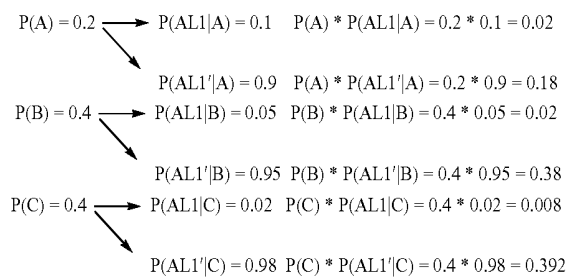 P(A) = 0.2 P(AL1|A) = 0.1 P(A) * P(AL1|A) = 0.2 * 0.1 = 0.02
P(AL1′|A) = 0.9 P(A) * P(AL1′|A) = 0.2 * 0.9 = 0.18
P(B) = 0.4 P(AL1|B) = 0.05 P(B) * P(AL1|B) = 0.4 * 0.05 = 0.02
P(AL1′|B) = 0.95 P(B) * P(AL1′|B) = 0.4 * 0.95 = 0.38
P(C) = 0.4 P(AL1|C) = 0.02 P(C) * P(AL1|C) = 0.4 * 0.02 = 0.008
P(AL1′|C) = 0.98 P(C) * P(AL1′|C) = 0.4 * 0.98 = 0.392